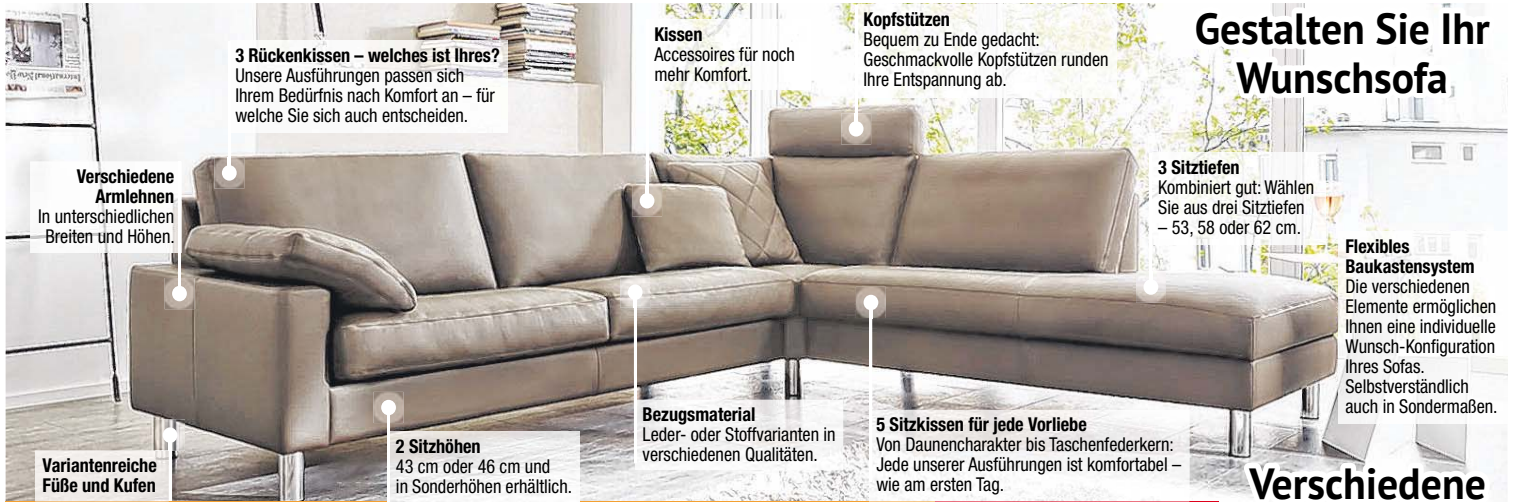 Gestalten Sie Ihr
Wunschsofa
3 Rückenkissen – welches ist Ihres?
Unsere Ausführungen passen sich
Ihrem Bedürfnis nach Komfort an – für
welche Sie sich auch entscheiden.
Kissen
Accessoires für noch
mehr Komfort.
Kopfstützen
Bequem zu Ende gedacht:
Geschmackvolle Kopfstützen runden
Ihre Entspannung ab.
Verschiedene
Armlehnen
In unterschiedlichen
Breiten und Höhen.
3 Sitztiefen
Kombiniert gut: Wählen
Sie aus drei Sitztiefen
– 53, 58 oder 62 cm.
Flexibles
Baukastensystem
Die verschiedenen
Elemente ermöglichen
Ihnen eine individuelle
Wunsch-Konfiguration
Ihres Sofas.
Selbstverständlich
auch in Sondermaßen.
Variantenreiche
Füße und Kufen
2 Sitzhöhen
43 cm oder 46 cm und
in Sonderhöhen erhältlich.
Bezugsmaterial
Leder- oder Stoffvarianten in
verschiedenen Qualitäten.
5 Sitzkissen für jede Vorliebe
Von Daunencharakter bis Taschenfederkern:
Jede unserer Ausführungen ist komfortabel –
wie am ersten Tag.
Verschiedene